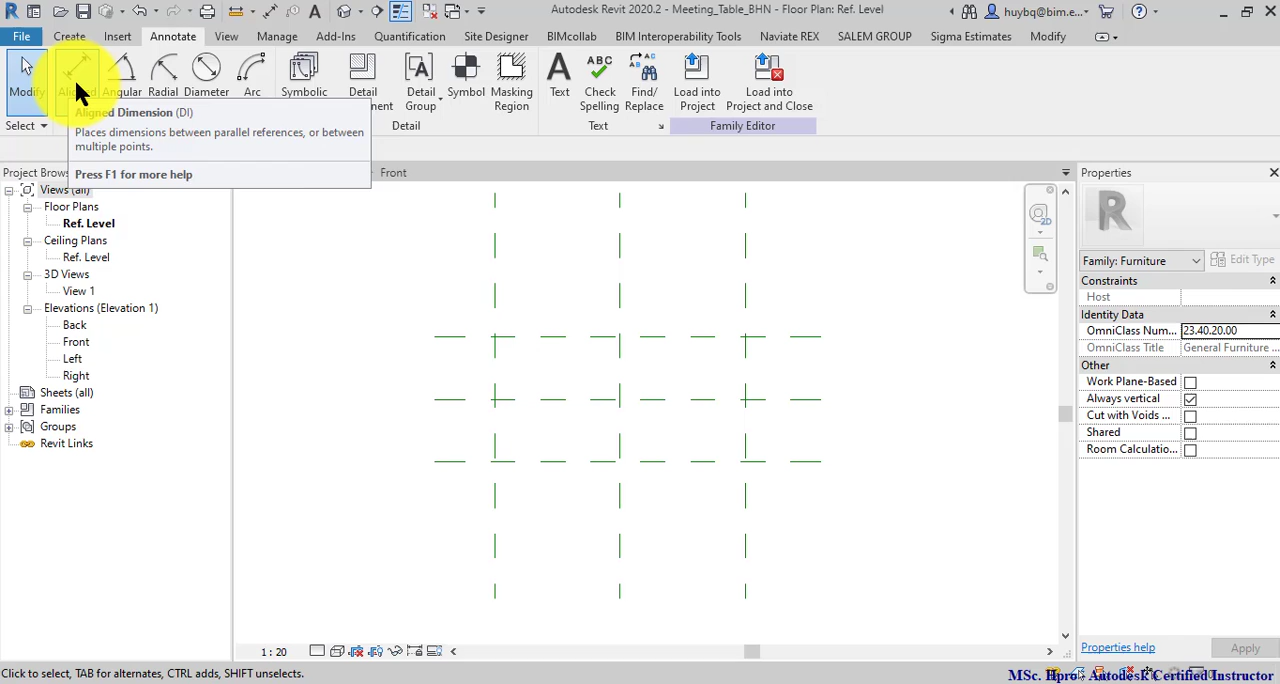 Autodesk Revit 2020.2 - Meeting_Table_BHN - Floor Plan: Ref. Level
huybq@bim.e...
File Create Insert Annotate View Manage Add-Ins Quantification Site Designer BIMcollab BIM Interoperability Tools Naviate REX SALEM GROUP Sigma Estimates Modify
Modify Angular Radial Diameter Arc Symbolic Detail Detail Group Symbol Masking Region Text Check Spelling Find/ Replace Load into Project Load into Project and Close
Select Detail Text Family Editor
Aligned Dimension (DI)
Places dimensions between parallel references, or between
multiple points.
Press F1 for more help
Project Brow
Front
Properties
Views (all)
Floor Plans
Ref. Level
Ceiling Plans
Ref. Level
3D Views
View 1
Elevations (Elevation 1)
Back
Front
Left
Right
Sheets (all)
Families
Groups
Revit Links
2D
R
Family: Furniture Edit Type
Constraints
Host
Identity Data
OmniClass Num... 23.40.20.00
OmniClass Title General Furniture ...
Other
Work Plane-Based
Always vertical
Cut with Voids ...
Shared
Room Calculatio...
Properties help Apply
1 : 20
Click to select, TAB for alternates, CTRL adds, SHIFT unselects.
MSc. Hpro - Autodesk Certified Instructor